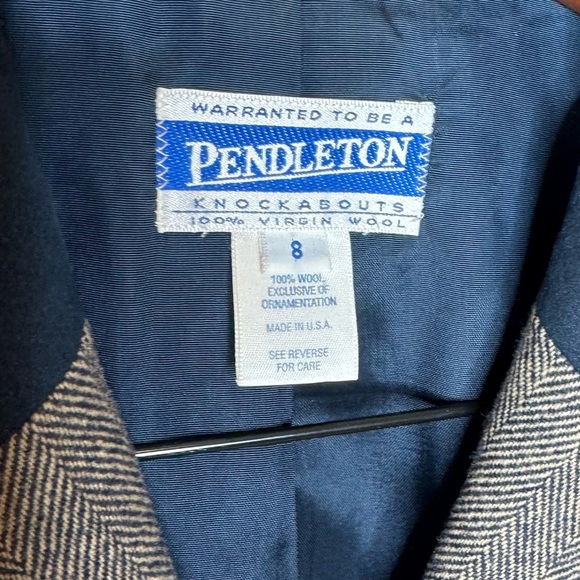 WARRANTED TO BE A
PENDLETON
KNOCKABOUTS
100% VIRGIN WOOL
8
100% WOOL,
EXCLUSIVE OF
ORNAMENTATION
MADE IN U.S.A.
SEE REVERSE
FOR CARE